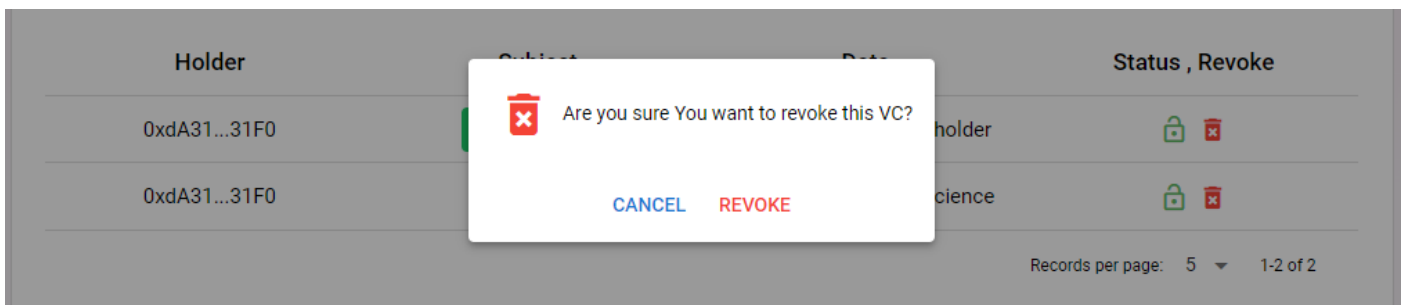 Holder Status , Revoke
Are you sure You want to revoke this VC?
0xdA31...31F0 holder
0xdA31...31F0 cience
CANCEL REVOKE
Records per page: 5 1-2 of 2